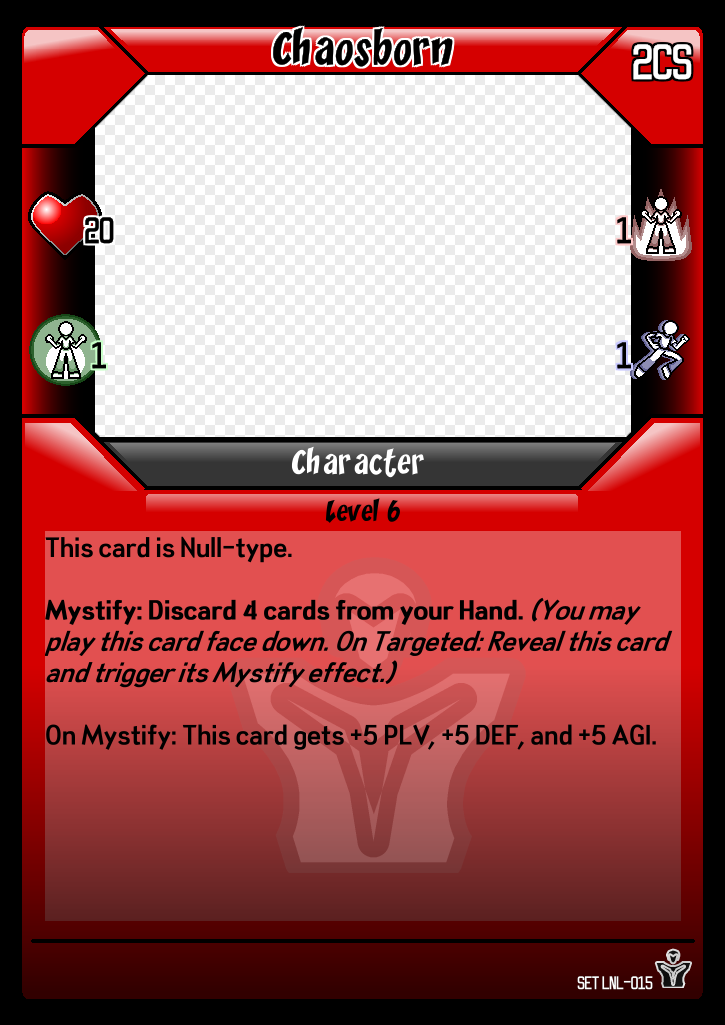 Chaosborn
2CS
20
1
1
1
Character
Level 6
This card is Null-type.
Mystify: Discard 4 cards from your Hand. (You may
play this card face down. On Targeted: Reveal this card
and trigger its Mystify effect.)
On Mystify: This card gets +5 PLV, +5 DEF, and +5 AGI.
SET LNL-015